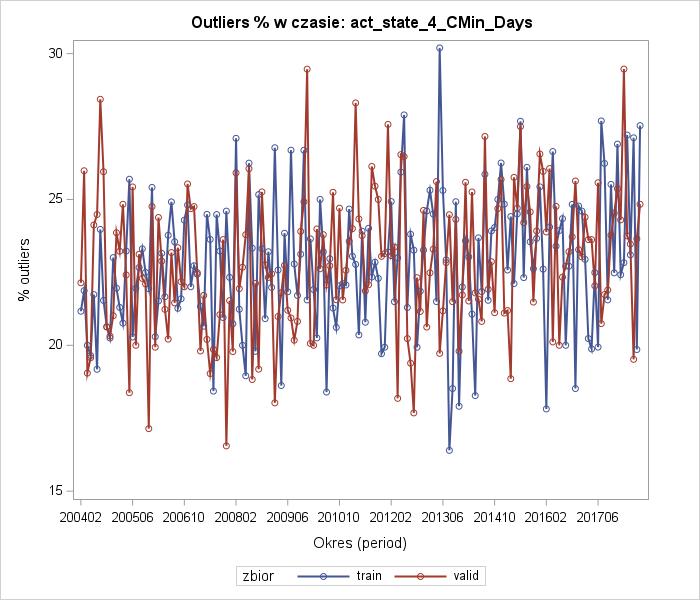 Outliers % w czasie: act_state_4_CMin_Days
% outliers
30
25
20
15
200402 200506 200610 200802 200906 201010 201202 201306 201410 201602 201706
Okres (period)
zbior train valid